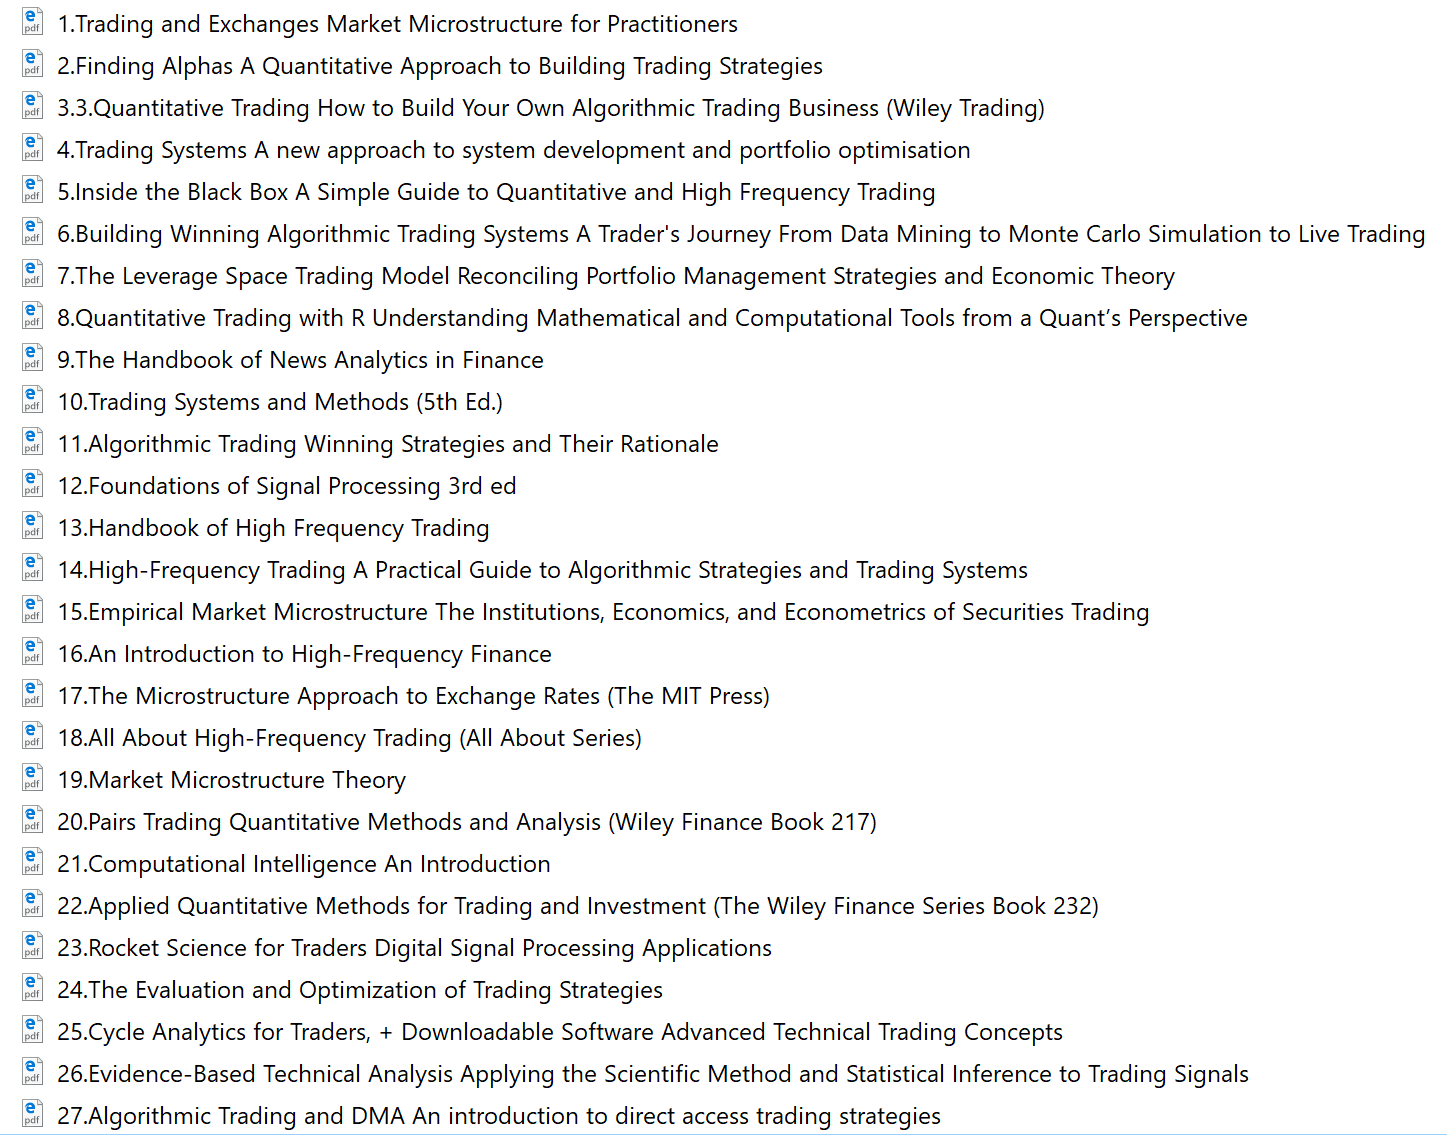 1.Trading and Exchanges Market Microstructure for Practitioners
2.Finding Alphas A Quantitative Approach to Building Trading Strategies
3.3.Quantitative Trading How to Build Your Own Algorithmic Trading Business (Wiley Trading)
4.Trading Systems A new approach to system development and portfolio optimisation
5.Inside the Black Box A Simple Guide to Quantitative and High Frequency Trading
6.Building Winning Algorithmic Trading Systems A Trader's Journey From Data Mining to Monte Carlo Simulation to Live Trading
7.The Leverage Space Trading Model Reconciling Portfolio Management Strategies and Economic Theory
8.Quantitative Trading with R Understanding Mathematical and Computational Tools from a Quant’s Perspective
9.The Handbook of News Analytics in Finance
10.Trading Systems and Methods (5th Ed.)
11.Algorithmic Trading Winning Strategies and Their Rationale
12.Foundations of Signal Processing 3rd ed
13.Handbook of High Frequency Trading
14.High-Frequency Trading A Practical Guide to Algorithmic Strategies and Trading Systems
15.Empirical Market Microstructure The Institutions, Economics, and Econometrics of Securities Trading
16.An Introduction to High-Frequency Finance
17.The Microstructure Approach to Exchange Rates (The MIT Press)
18.All About High-Frequency Trading (All About Series)
19.Market Microstructure Theory
20.Pairs Trading Quantitative Methods and Analysis (Wiley Finance Book 217)
21.Computational Intelligence An Introduction
22.Applied Quantitative Methods for Trading and Investment (The Wiley Finance Series Book 232)
23.Rocket Science for Traders Digital Signal Processing Applications
24.The Evaluation and Optimization of Trading Strategies
25.Cycle Analytics for Traders, + Downloadable Software Advanced Technical Trading Concepts
26.Evidence-Based Technical Analysis Applying the Scientific Method and Statistical Inference to Trading Signals
27.Algorithmic Trading and DMA An introduction to direct access trading strategies